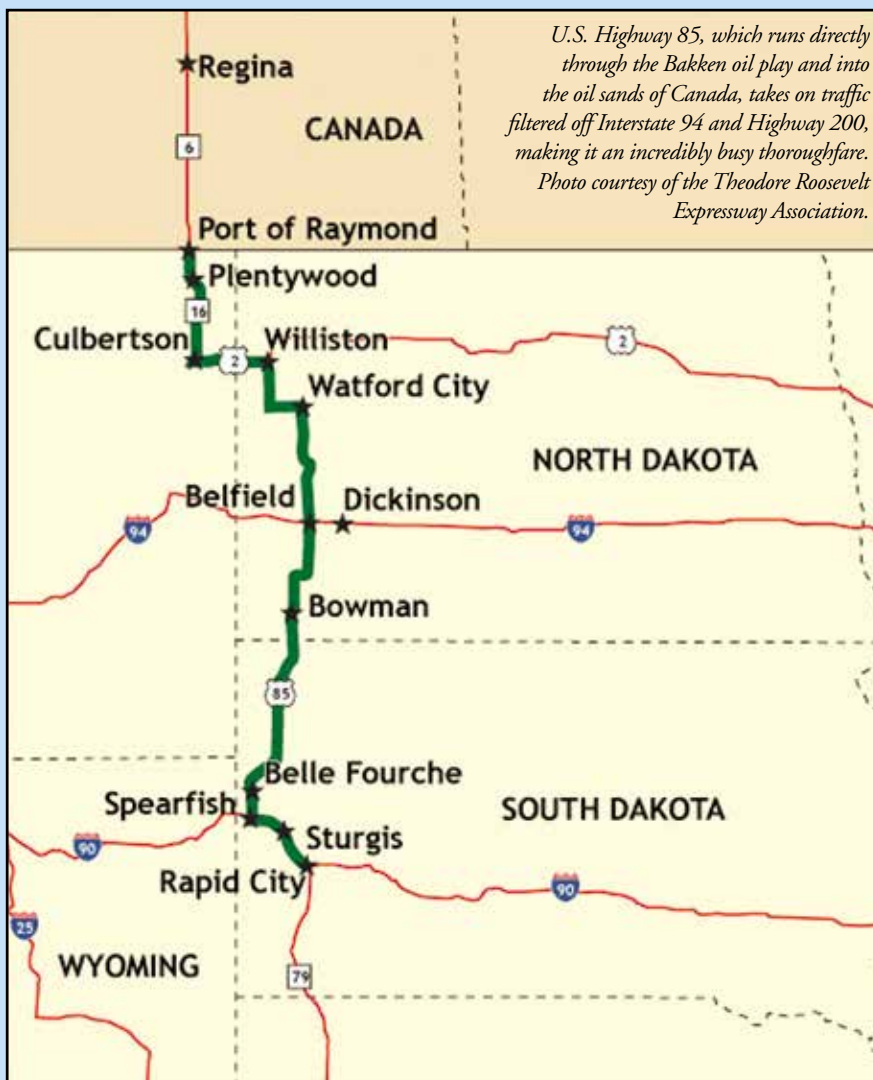 U.S. Highway 85, which runs directly
through the Bakken oil play and into
the oil sands of Canada, takes on traffic
filtered off Interstate 94 and Highway 200,
making it an incredibly busy thoroughfare.
Photo courtesy of the Theodore Roosevelt
Expressway Association.
Regina
CANADA
6
Port of Raymond
Plentywood
16
Culbertson
2
Williston
2
Watford City
NORTH DAKOTA
Belfield
Dickinson
94
94
Bowman
85
Belle Fourche
Spearfish
SOUTH DAKOTA
90
Sturgis
Rapid City
90
25
WYOMING
79